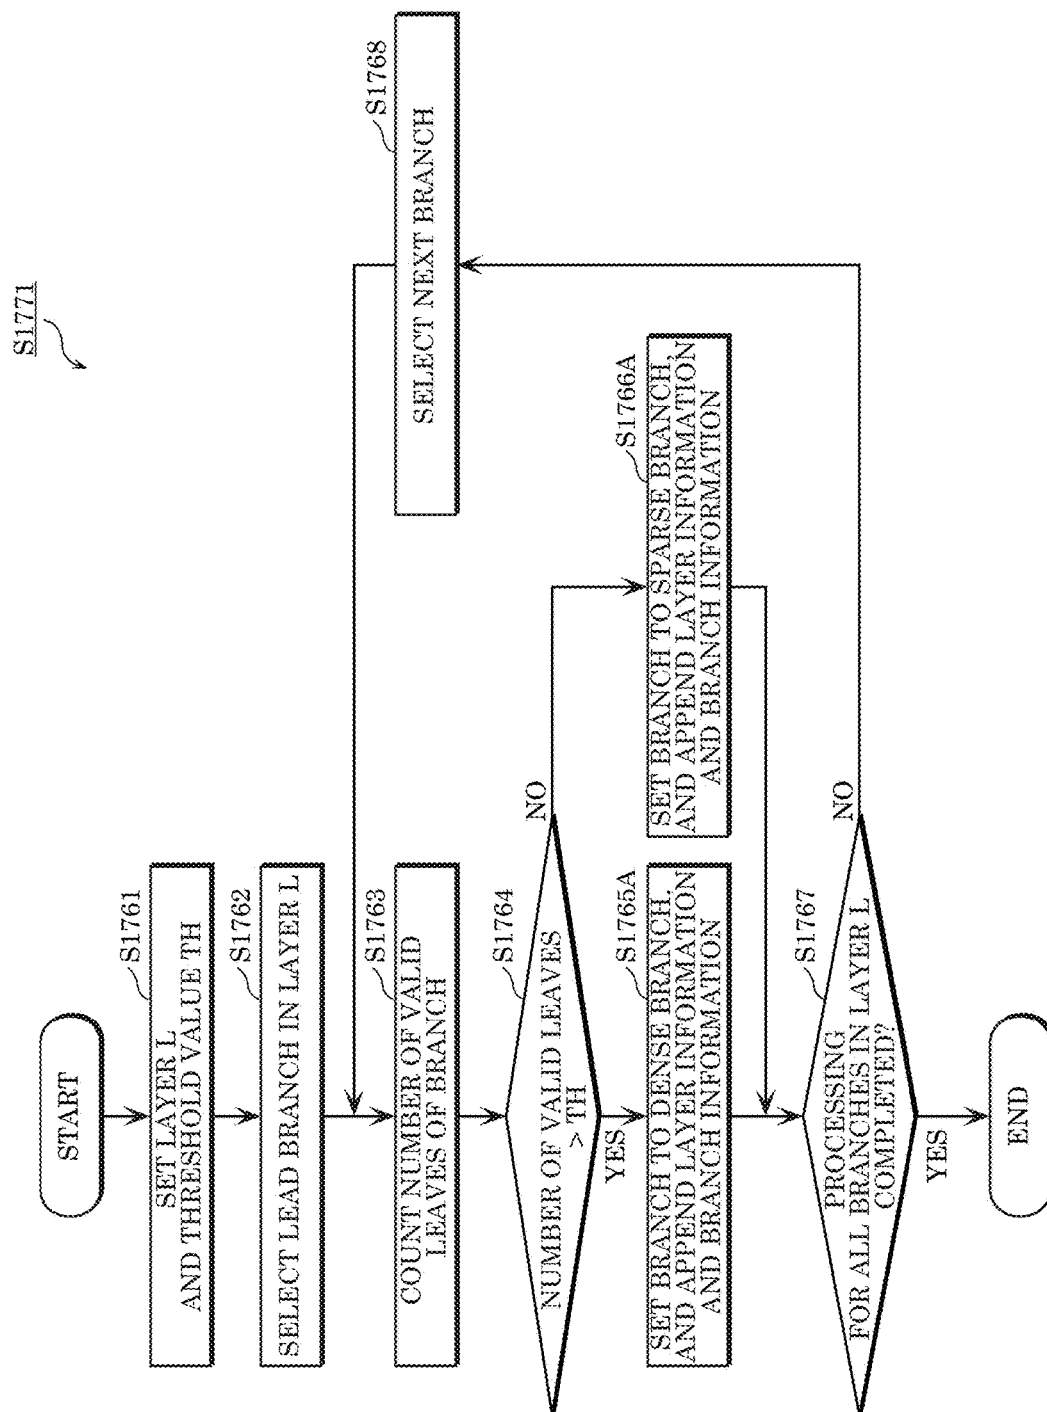 S1771
START
S1761
SET LAYER L
AND THRESHOLD VALUE TH
S1762
SELECT LEAD BRANCH IN LAYER L
S1763
COUNT NUMBER OF VALID
LEAVES OF BRANCH
S1768
SELECT NEXT BRANCH
S1764
NUMBER OF VALID LEAVES
> TH
NO
YES
S1765A
SET BRANCH TO DENSE BRANCH,
AND APPEND LAYER INFORMATION
AND BRANCH INFORMATION
S1766A
SET BRANCH TO SPARSE BRANCH,
AND APPEND LAYER INFORMATION
AND BRANCH INFORMATION
S1767
PROCESSING
FOR ALL BRANCHES IN LAYER L
COMPLETED?
NO
YES
END